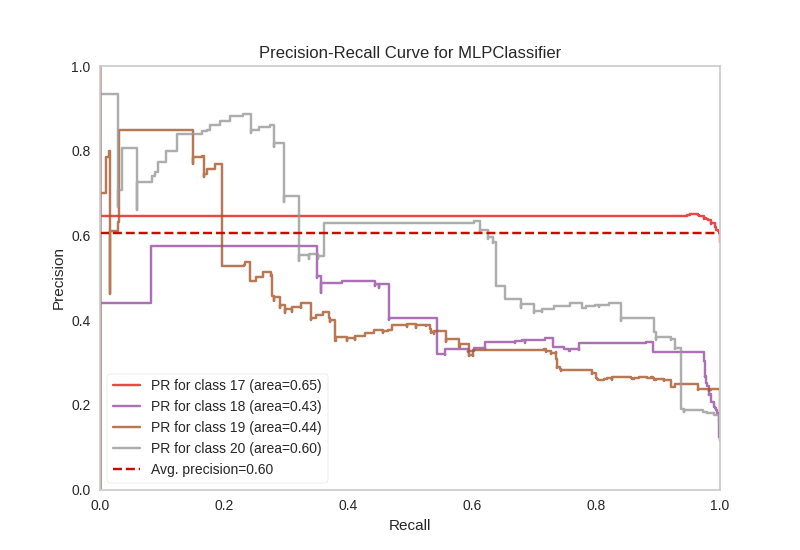 Precision-Recall Curve for MLPClassifier
1.0
0.8
0.6
0.4
0.2
0.0
Precision
PR for class 17 (area=0.65)
PR for class 18 (area=0.43)
PR for class 19 (area=0.44)
PR for class 20 (area=0.60)
Avg. precision=0.60
0.0 0.2 0.4 0.6 0.8 1.0
Recall